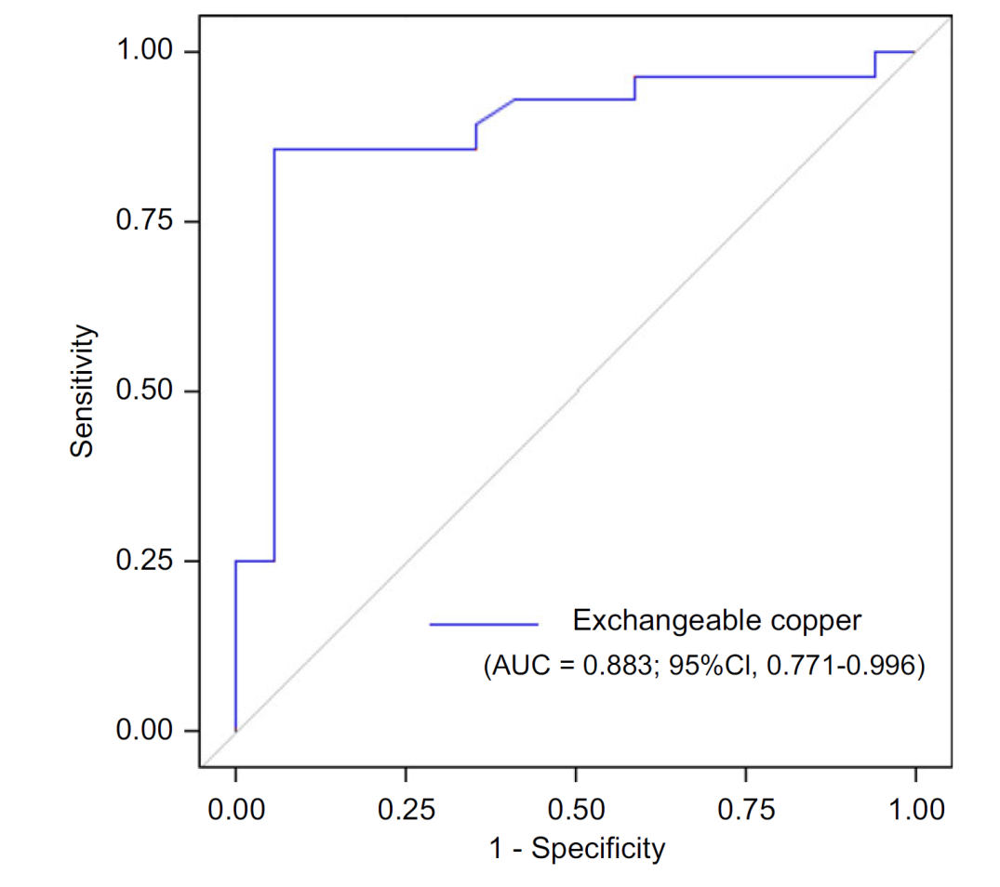 1.00
0.75
0.50
0.25
0.00
Sensitivity
Exchangeable copper
(AUC = 0.883; 95%CI, 0.771-0.996)
0.00 0.25 0.50 0.75 1.00
1 - Specificity